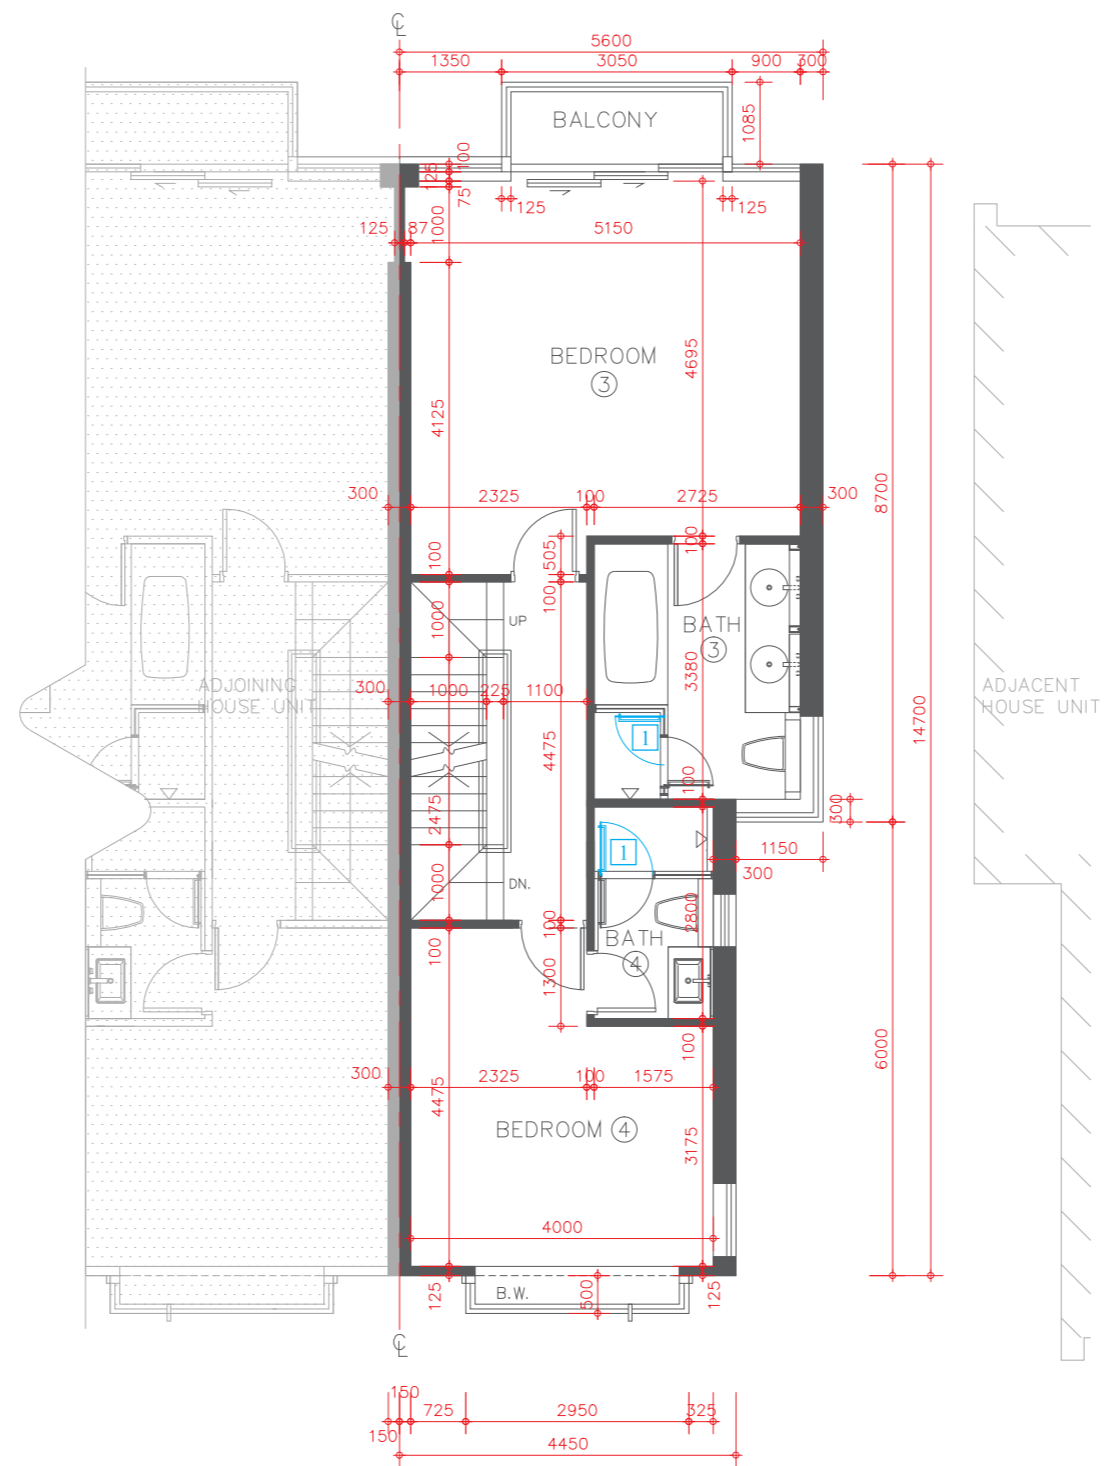 ℄
5600
1350 3050 900 300
BALCONY
1085
100
125
75
125 125
1000
125 87 5150
BEDROOM
3
4695
4125
8700
14700
300 2325 100 2725 300
100
505
100
100
UP
1000
BATH
3
3380
ADJOINING
HOUSE UNIT
ADJACENT
HOUSE UNIT
300 1000 225 1100
4475
1
2475
100
300
1
1150
300
DN.
1000
2800
100
100
BATH
4
1300
100
6000
300 2325 100 1575
4475
BEDROOM 4
3175
4000
B.W.
500
125
125
℄
150
725 2950 325
150
4450